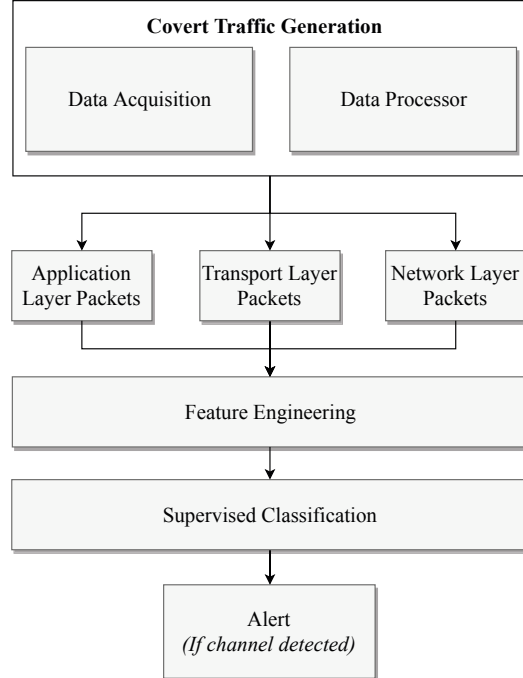 Covert Traffic Generation
Data Acquisition
Data Processor
Application
Layer Packets
Transport Layer
Packets
Network Layer
Packets
Feature Engineering
Supervised Classification
Alert
(If channel detected)